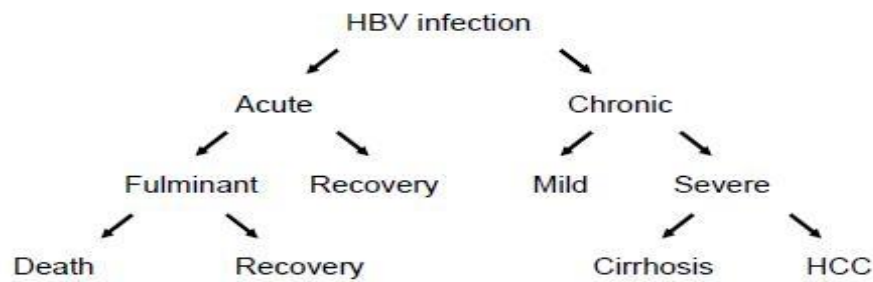 HBV infection
Acute Chronic
Fulminant Recovery Mild Severe
Death Recovery Cirrhosis HCC